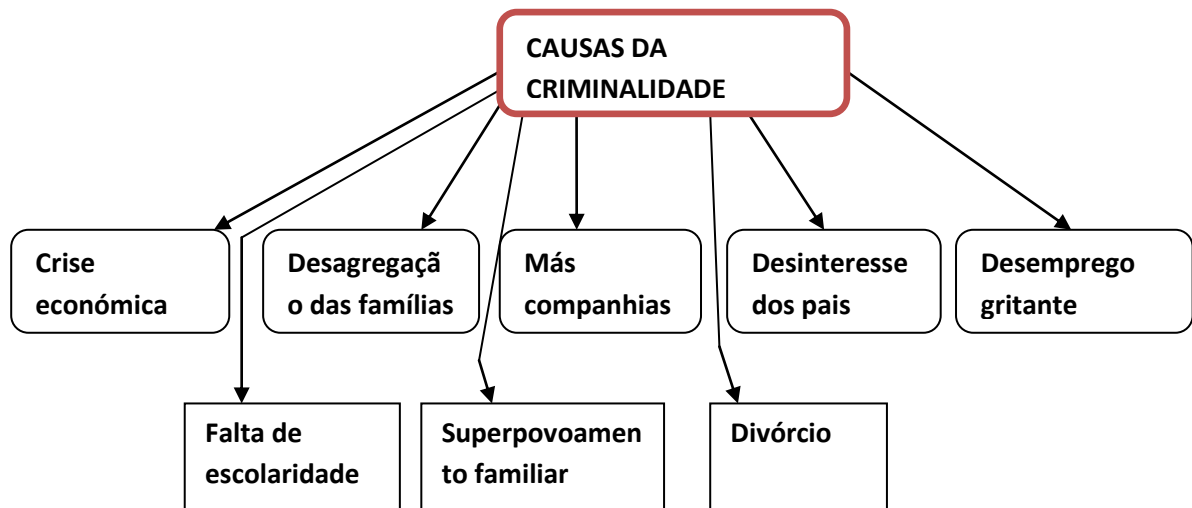 CAUSAS DA
CRIMINALIDADE
Crise
económica
Desagregaçã
o das famílias
Más
companhias
Desinteresse
dos pais
Desemprego
gritante
Falta de
escolaridade
Superpovoamen
to familiar
Divórcio